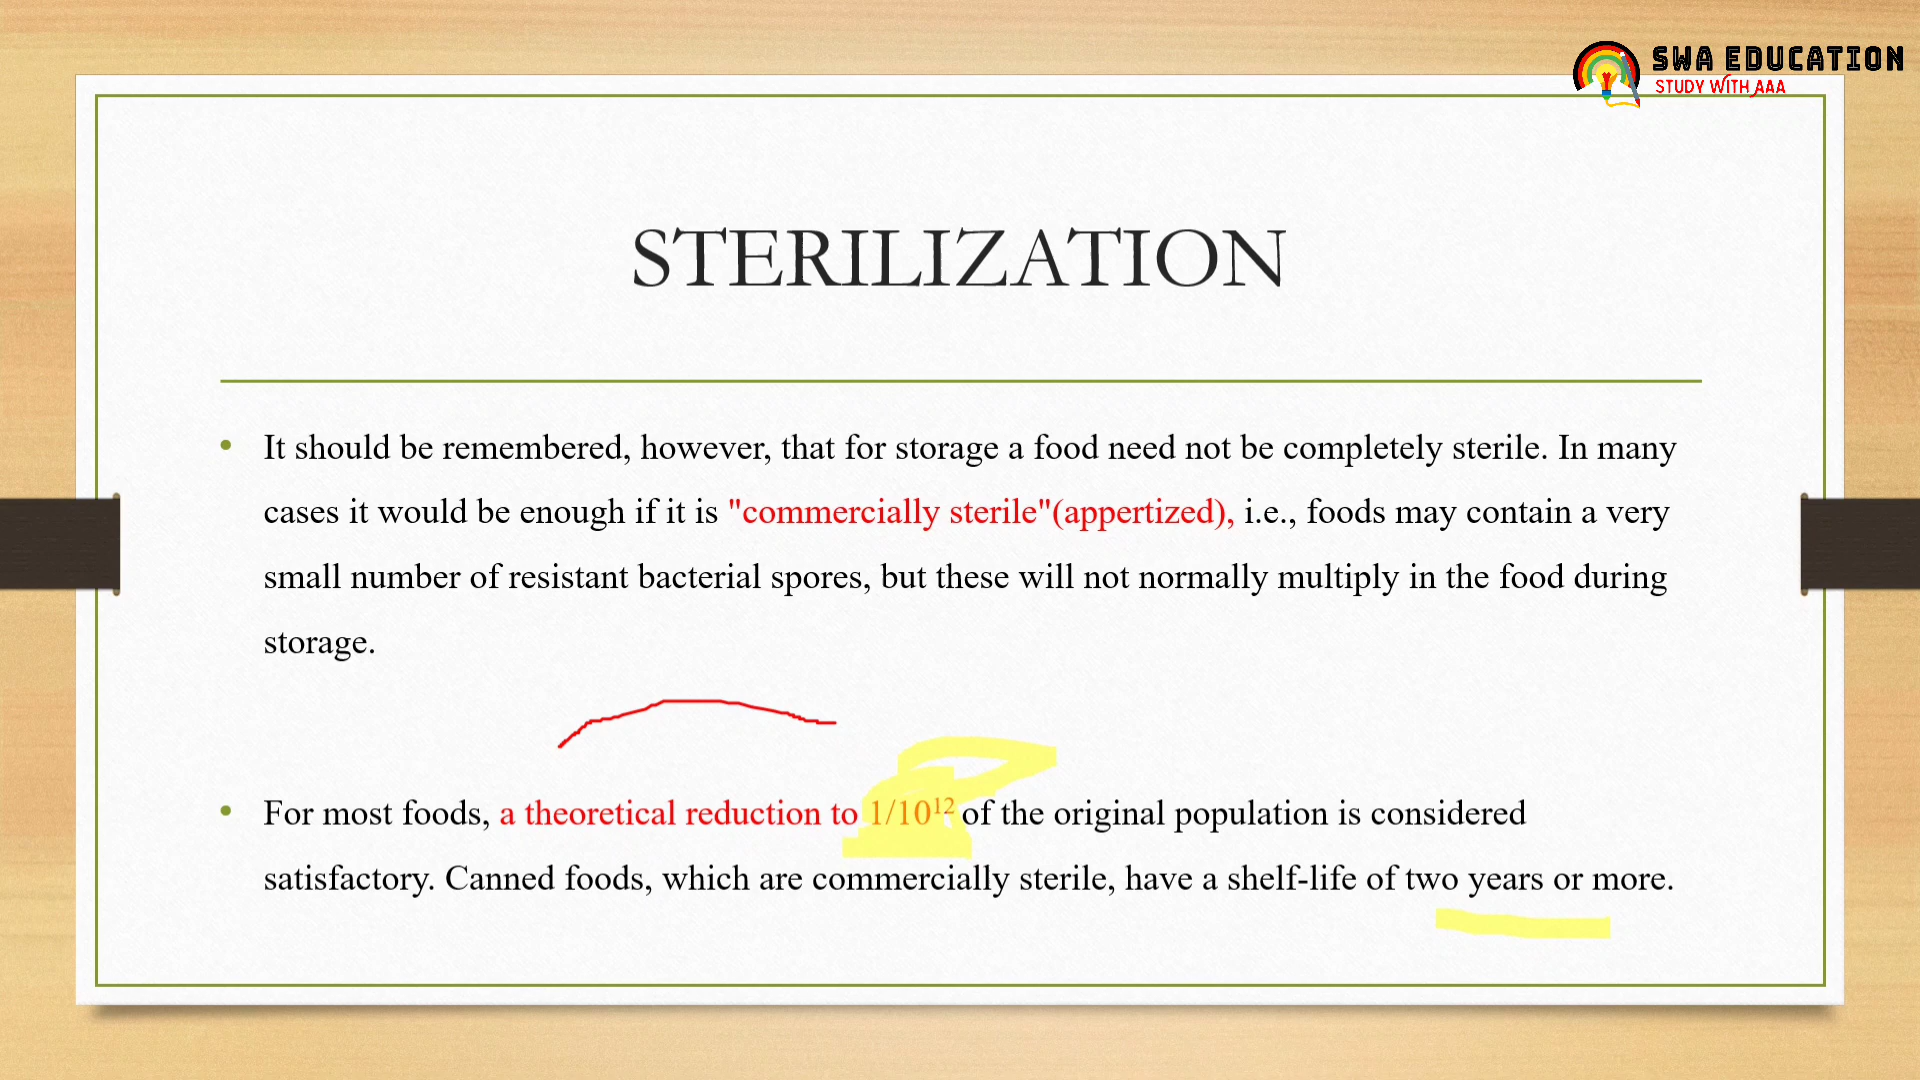 SWA EDUCATION
STUDY WITH AAA
STERILIZATION
• It should be remembered, however, that for storage a food need not be completely sterile. In many
cases it would be enough if it is "commercially sterile"(appertized), i.e., foods may contain a very
small number of resistant bacterial spores, but these will not normally multiply in the food during
storage.
• For most foods, a theoretical reduction to 1/10¹² of the original population is considered
satisfactory. Canned foods, which are commercially sterile, have a shelf-life of two years or more.